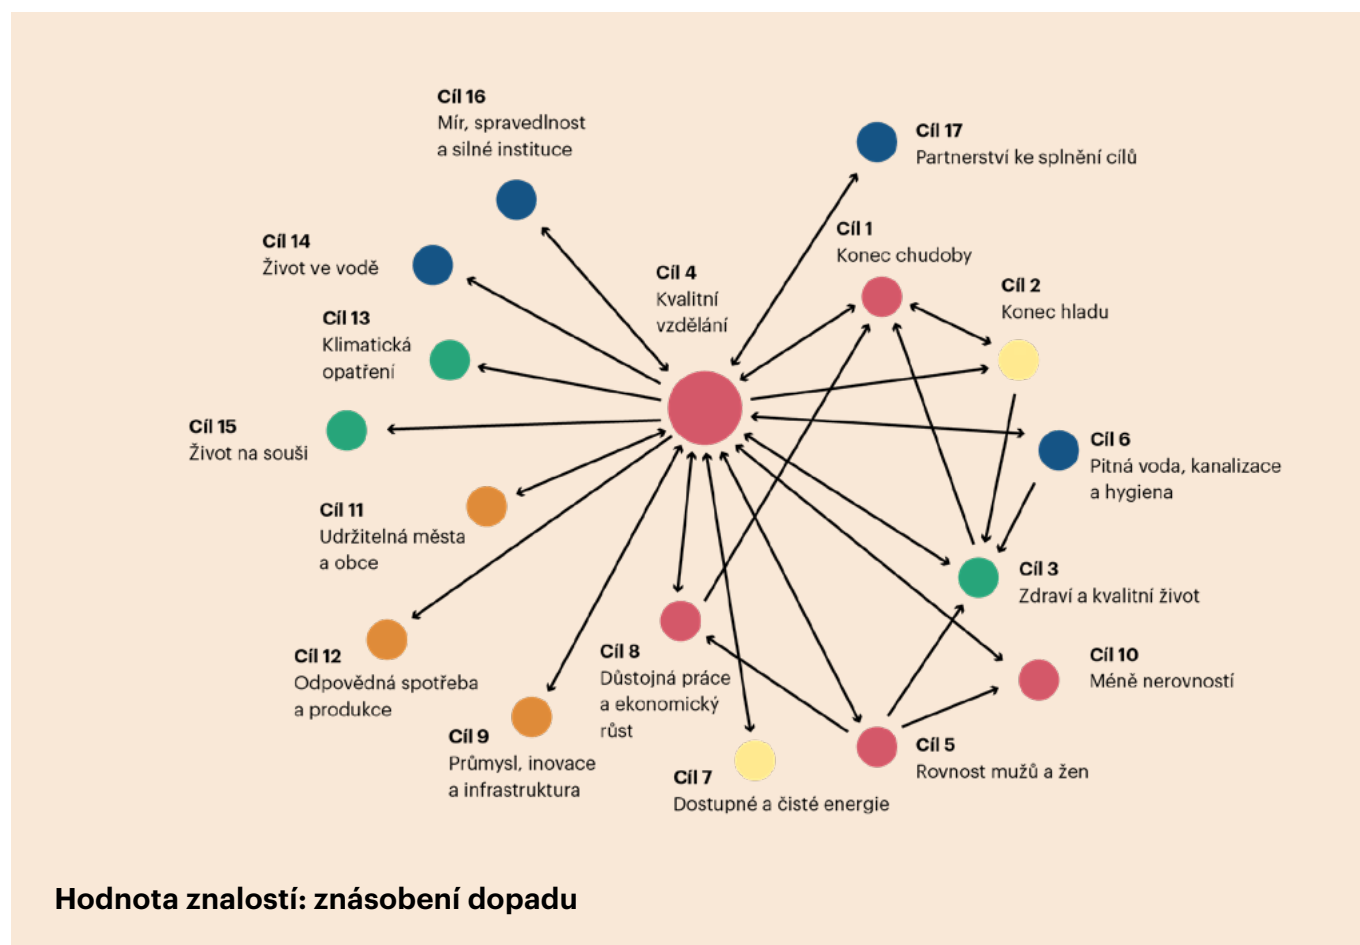 Cíl 16
Mír, spravedlnost
a silné instituce
Cíl 17
Partnerství ke splnění cílů
Cíl 14
Život ve vodě
Cíl 1
Konec chudoby
Cíl 4
Kvalitní
vzdělání
Cíl 2
Konec hladu
Cíl 13
Klimatická
opatření
Cíl 15
Život na souši
Cíl 6
Pitná voda, kanalizace
a hygiena
Cíl 11
Udržitelná města
a obce
Cíl 3
Zdraví a kvalitní život
Cíl 12
Odpovědná spotřeba
a produkce
Cíl 8
Důstojná práce
a ekonomický
růst
Cíl 10
Méně nerovností
Cíl 9
Průmysl, inovace
a infrastruktura
Cíl 5
Rovnost mužů a žen
Cíl 7
Dostupné a čisté energie
Hodnota znalostí: znásobení dopadu